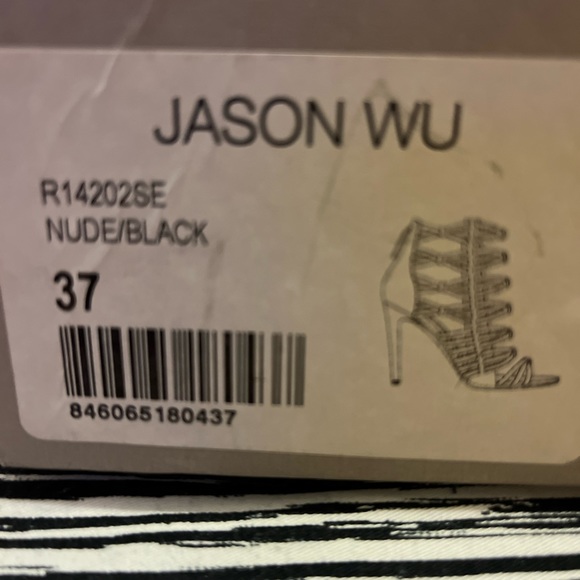 JASON WU
R14202SE
NUDE/BLACK
37
846065180437